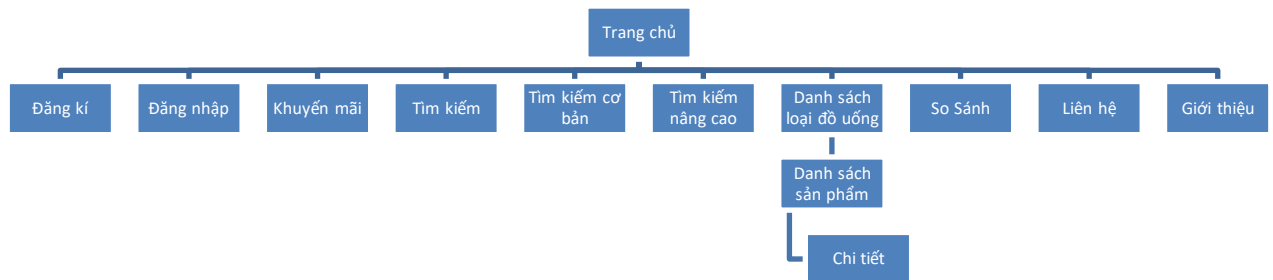 Trang chủ
Đăng kí
Đăng nhập
Khuyến mãi
Tìm kiếm
Tìm kiếm cơ
bản
Tìm kiếm
nâng cao
Danh sách
loại đồ uống
So Sánh
Liên hệ
Giới thiệu
Danh sách
sản phẩm
Chi tiết